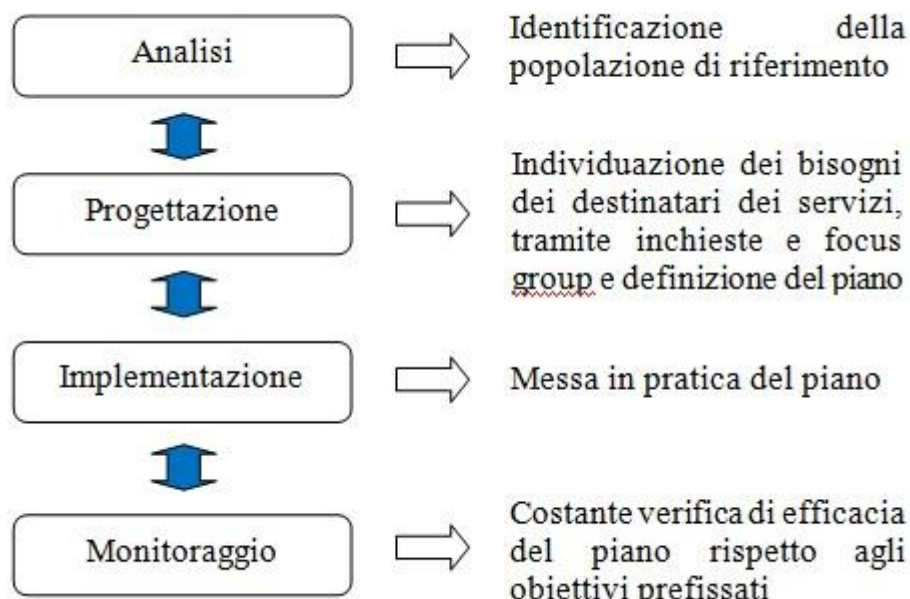 Analisi
Identificazione della
popolazione di riferimento
Progettazione
Individuazione dei bisogni
dei destinatari dei servizi,
tramite inchieste e focus
group e definizione del piano
Implementazione
Messa in pratica del piano
Monitoraggio
Costante verifica di efficacia
del piano rispetto agli
obiettivi prefissati